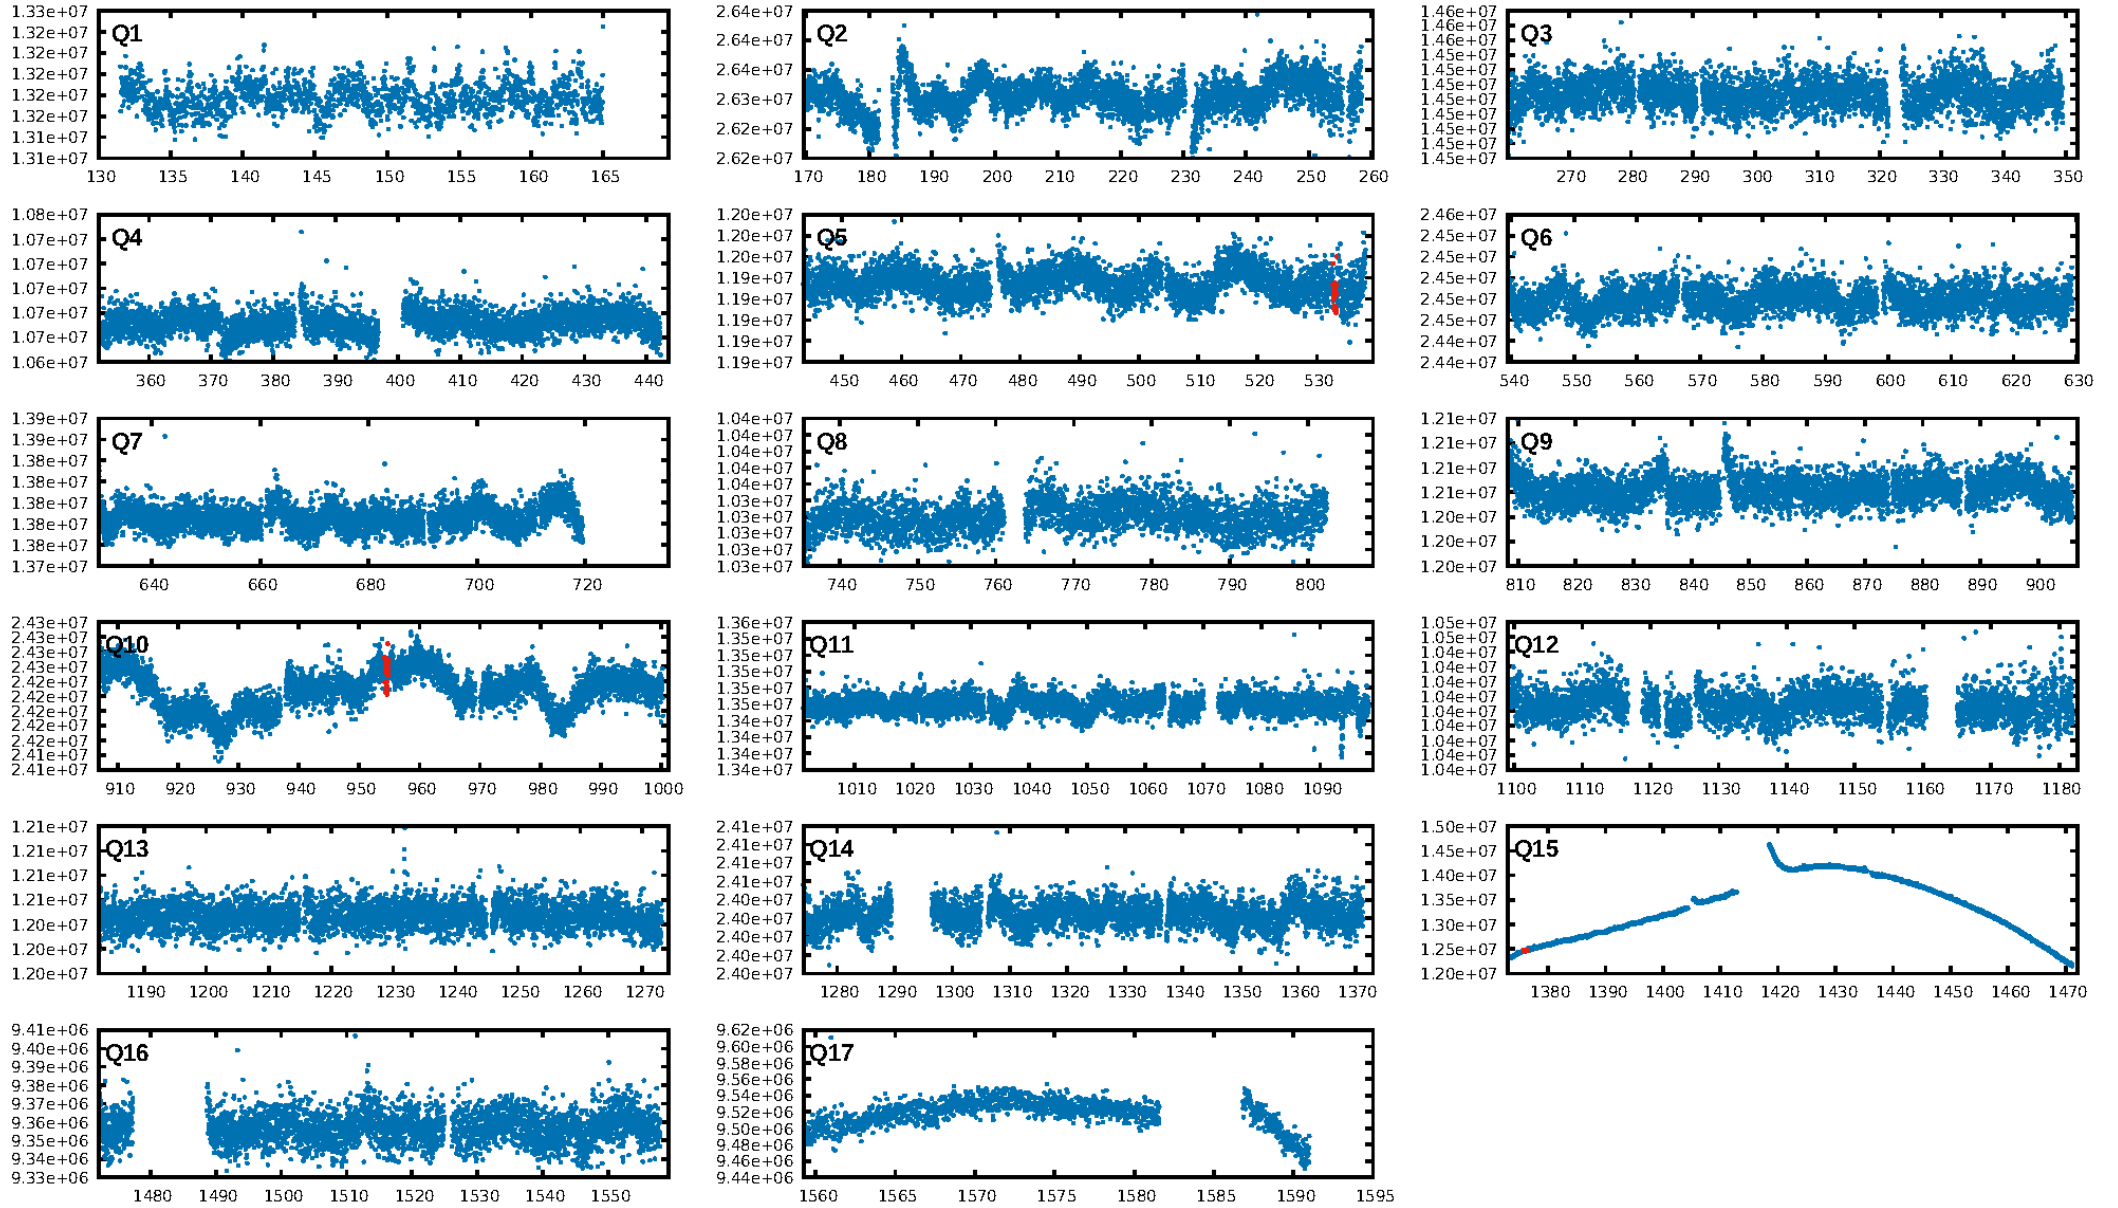 Q1
1.33e+07
1.32e+07
1.32e+07
1.32e+07
1.32e+07
1.32e+07
1.31e+07
1.31e+07
130 135 140 145 150 155 160 165
Q2
2.64e+07
2.64e+07
2.64e+07
2.63e+07
2.62e+07
2.62e+07
170 180 190 200 210 220 230 240 250 260
Q3
1.46e+07
1.46e+07
1.46e+07
1.45e+07
1.45e+07
1.45e+07
1.45e+07
1.45e+07
1.45e+07
1.45e+07
1.45e+07
270 280 290 300 310 320 330 340 350
Q4
1.08e+07
1.07e+07
1.07e+07
1.07e+07
1.07e+07
1.07e+07
1.06e+07
360 370 380 390 400 410 420 430 440
Q5
1.20e+07
1.20e+07
1.20e+07
1.19e+07
1.19e+07
1.19e+07
1.19e+07
1.19e+07
450 460 470 480 490 500 510 520 530
Q6
2.46e+07
2.45e+07
2.45e+07
2.45e+07
2.45e+07
2.45e+07
2.44e+07
2.44e+07
540 550 560 570 580 590 600 610 620 630
Q7
1.39e+07
1.39e+07
1.38e+07
1.38e+07
1.38e+07
1.38e+07
1.38e+07
1.37e+07
640 660 680 700 720
Q8
1.04e+07
1.04e+07
1.04e+07
1.04e+07
1.04e+07
1.03e+07
1.03e+07
1.03e+07
1.03e+07
1.03e+07
740 750 760 770 780 790 800
Q9
1.21e+07
1.21e+07
1.21e+07
1.21e+07
1.20e+07
1.20e+07
1.20e+07
810 820 830 840 850 860 870 880 890 900
Q10
2.43e+07
2.43e+07
2.43e+07
2.43e+07
2.42e+07
2.42e+07
2.42e+07
2.42e+07
2.42e+07
2.41e+07
2.41e+07
910 920 930 940 950 960 970 980 990 1000
Q11
1.36e+07
1.35e+07
1.35e+07
1.35e+07
1.35e+07
1.35e+07
1.34e+07
1.34e+07
1.34e+07
1.34e+07
1010 1020 1030 1040 1050 1060 1070 1080 1090
Q12
1.05e+07
1.05e+07
1.04e+07
1.04e+07
1.04e+07
1.04e+07
1.04e+07
1.04e+07
1.04e+07
1.04e+07
1.04e+07
1100 1110 1120 1130 1140 1150 1160 1170 1180
Q13
1.21e+07
1.21e+07
1.21e+07
1.21e+07
1.20e+07
1.20e+07
1.20e+07
1190 1200 1210 1220 1230 1240 1250 1260 1270
Q14
2.41e+07
2.41e+07
2.41e+07
2.41e+07
2.40e+07
2.40e+07
2.40e+07
2.40e+07
2.40e+07
1280 1290 1300 1310 1320 1330 1340 1350 1360 1370
Q15
1.50e+07
1.45e+07
1.40e+07
1.35e+07
1.30e+07
1.25e+07
1.20e+07
1380 1390 1400 1410 1420 1430 1440 1450 1460 1470
Q16
9.41e+06
9.40e+06
9.39e+06
9.38e+06
9.37e+06
9.36e+06
9.35e+06
9.34e+06
9.33e+06
1480 1490 1500 1510 1520 1530 1540 1550
Q17
9.62e+06
9.60e+06
9.58e+06
9.56e+06
9.54e+06
9.52e+06
9.50e+06
9.48e+06
9.46e+06
9.44e+06
1560 1565 1570 1575 1580 1585 1590 1595